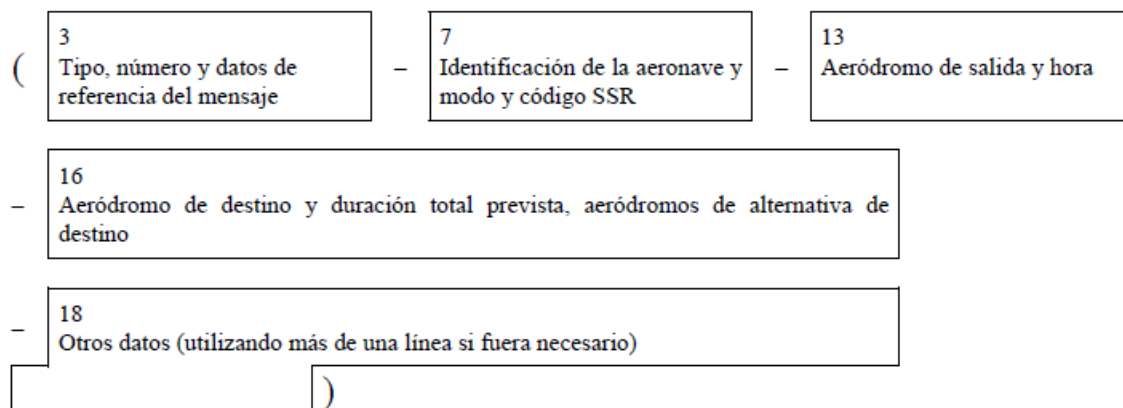 ( 3 7 13
Tipo, número y datos de – Identificación de la aeronave y – Aeródromo de salida y hora
referencia del mensaje modo y código SSR
16
– Aeródromo de destino y duración total prevista, aeródromos de alternativa de
destino
18
– Otros datos (utilizando más de una línea si fuera necesario)
)